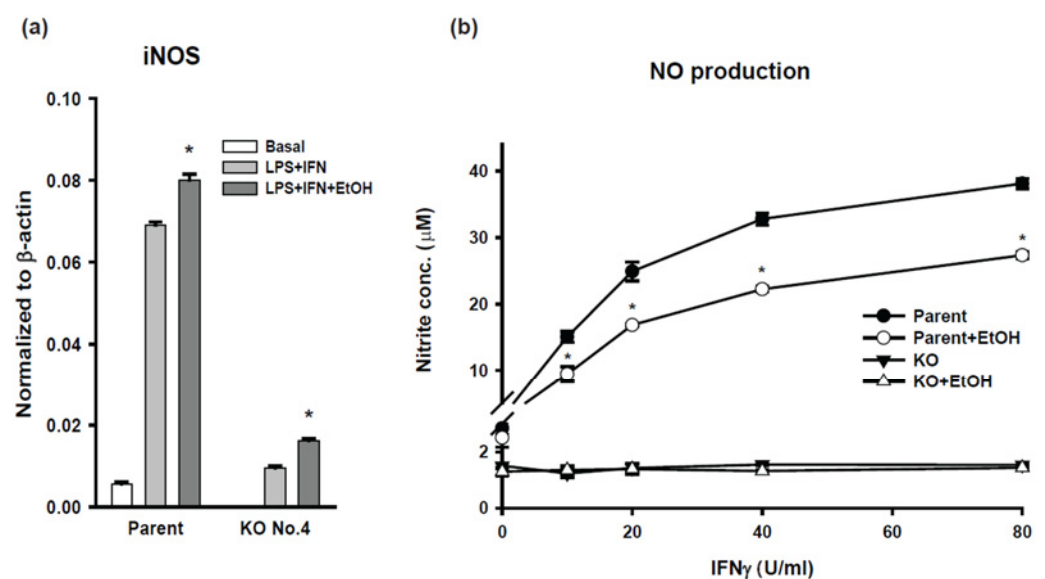 (a)
iNOS
0.10
0.08
0.06
0.04
0.02
0.00
Normalized to β-actin
Basal
LPS+IFN
LPS+IFN+EtOH
*
*
Parent
KO No.4
(b)
NO production
40
30
20
10
2
0
Nitrite conc. (μM)
*
*
*
*
Parent
Parent+EtOH
KO
KO+EtOH
0
20
40
60
80
IFNγ (U/ml)